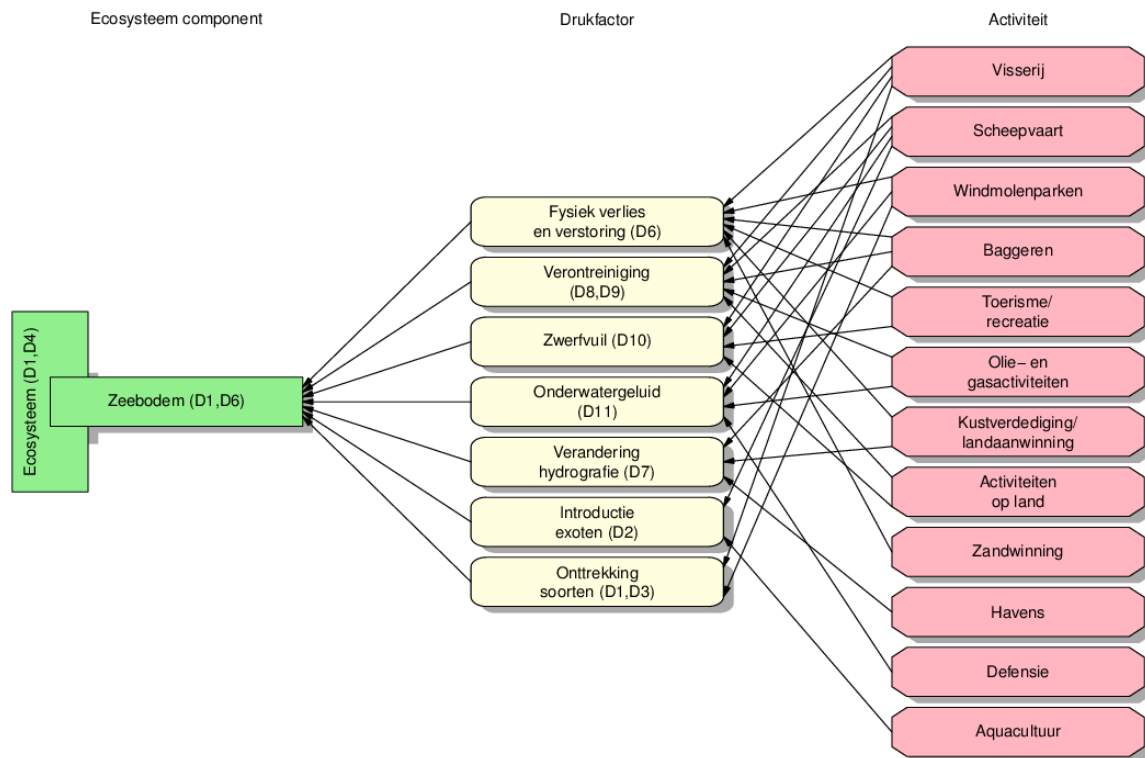 Ecosysteem component
Drukfactor
Activiteit
Ecosysteem (D1,D4)
Zeebodem (D1,D6)
Fysiek verlies
en verstoring (D6)
Verontreiniging
(D8,D9)
Zwerfvuil (D10)
Onderwatergeluid
(D11)
Verandering
hydrografie (D7)
Introductie
exoten (D2)
Onttrekking
soorten (D1,D3)
Visserij
Scheepvaart
Windmolenparken
Baggeren
Toerisme/
recreatie
Olie− en
gasactiviteiten
Kustverdediging/
landaanwinning
Activiteiten
op land
Zandwinning
Havens
Defensie
Aquacultuur